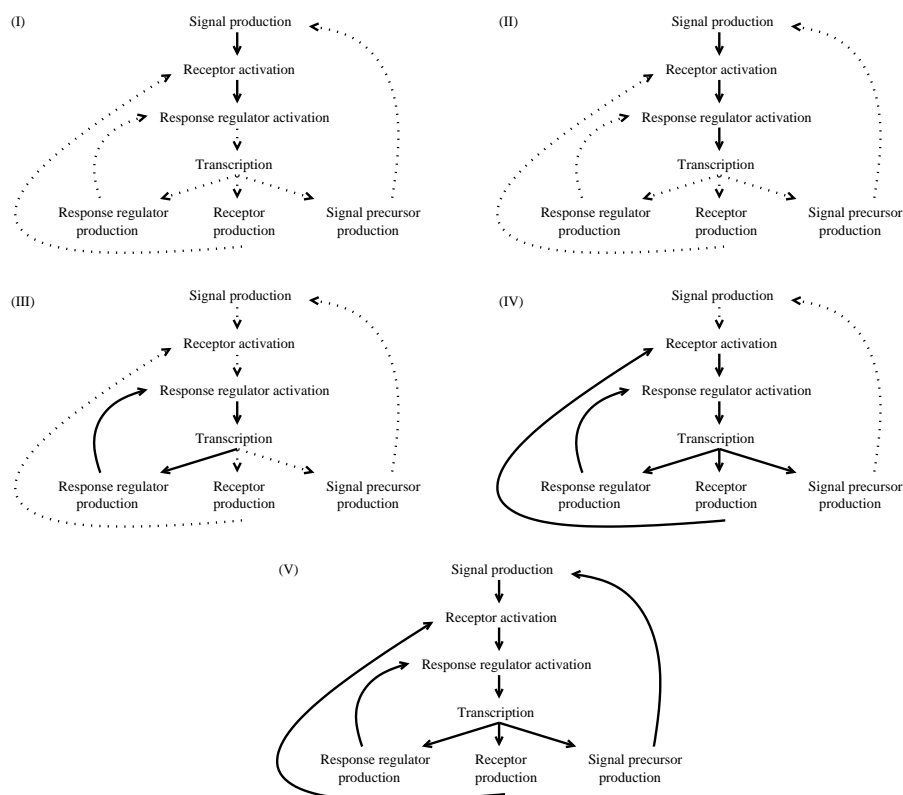 (I)
Signal production
Receptor activation
Response regulator activation
Transcription
Response regulator
production
Receptor
production
Signal precursor
production
(II)
Signal production
Receptor activation
Response regulator activation
Transcription
Response regulator
production
Receptor
production
Signal precursor
production
(III)
Signal production
Receptor activation
Response regulator activation
Transcription
Response regulator
production
Receptor
production
Signal precursor
production
(IV)
Signal production
Receptor activation
Response regulator activation
Transcription
Response regulator
production
Receptor
production
Signal precursor
production
(V)
Signal production
Receptor activation
Response regulator activation
Transcription
Response regulator
production
Receptor
production
Signal precursor
production